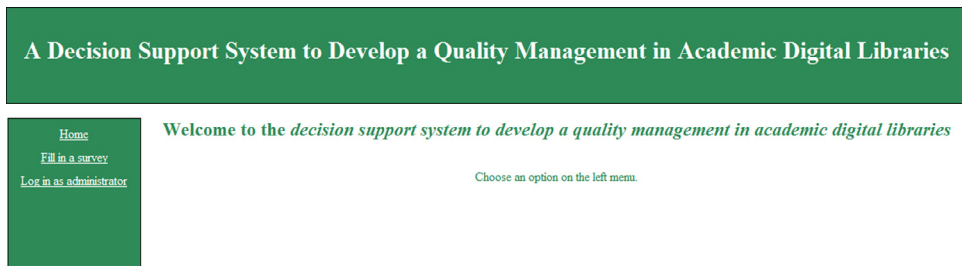 A Decision Support System to Develop a Quality Management in Academic Digital Libraries
Home
Fill in a survey
Log in as administrator
Welcome to the decision support system to develop a quality management in academic digital libraries
Choose an option on the left menu.